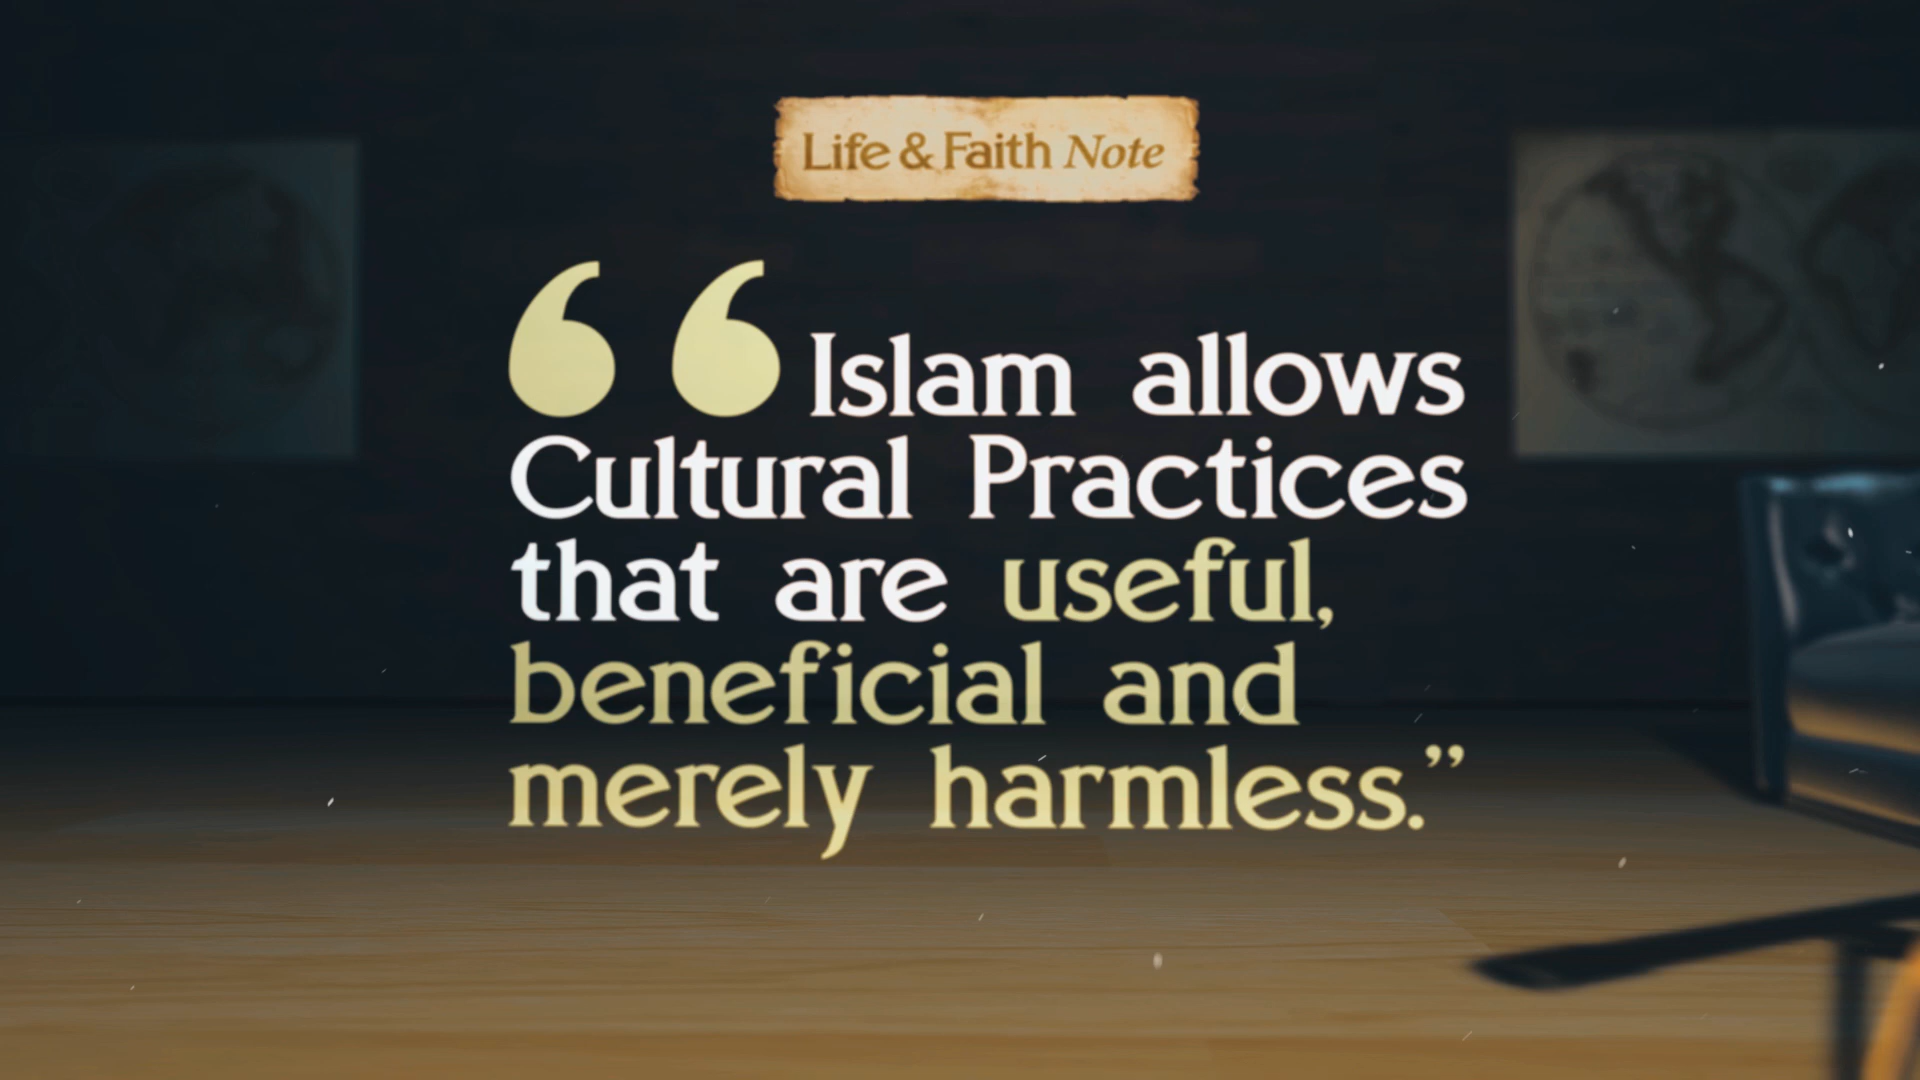 Life & Faith Note
“Islam allows
Cultural Practices
that are useful,
beneficial and
merely harmless.”